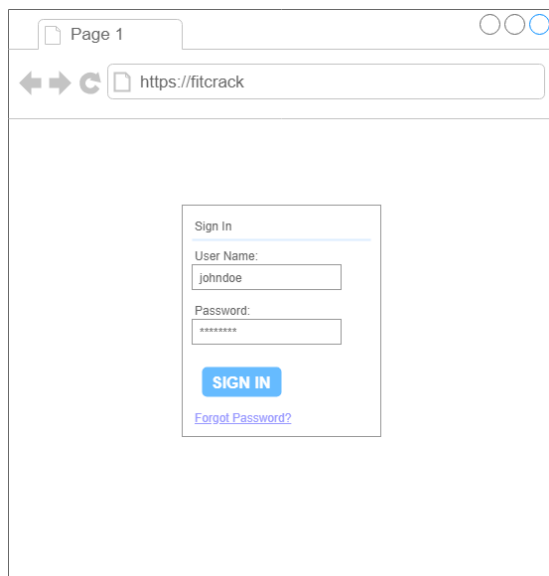 Page 1
https://fitcrack
Sign In
User Name:
johndoe
Password:
********
SIGN IN
Forgot Password?